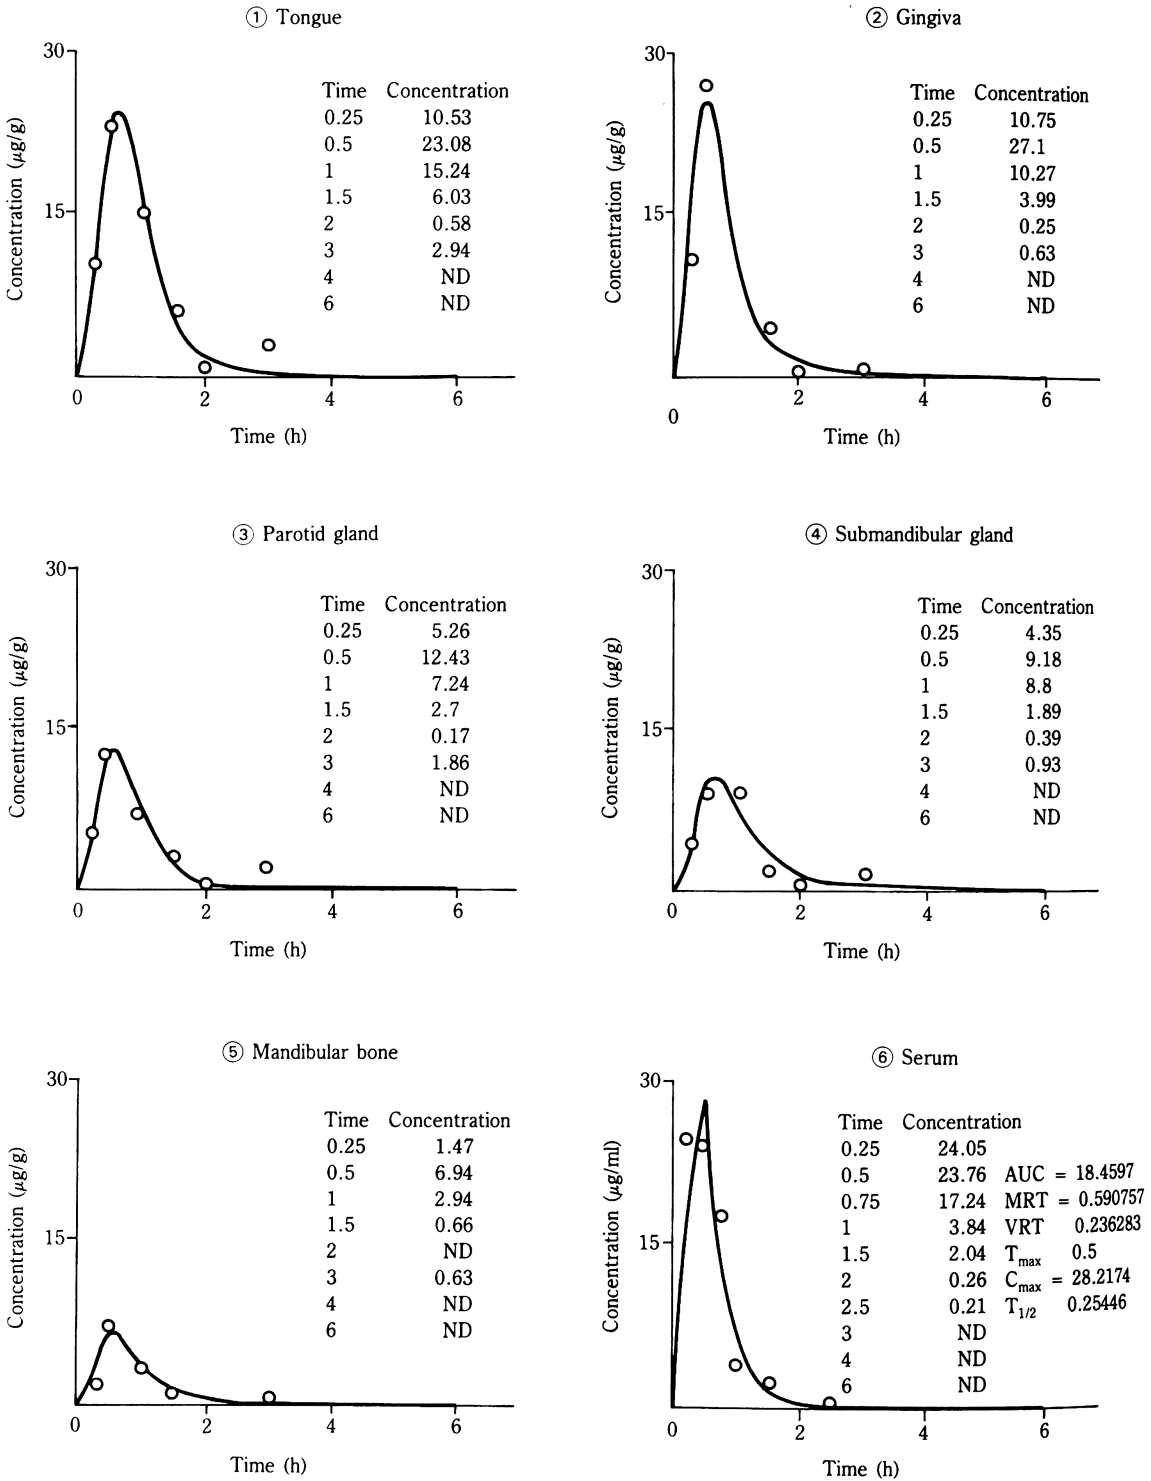 ① Tongue
30
15
Concentration (μg/g)
Time Concentration
0.25 10.53
0.5 23.08
1 15.24
1.5 6.03
2 0.58
3 2.94
4 ND
6 ND
0 2 4 6
Time (h)
② Gingiva
30
15
Concentration (μg/g)
Time Concentration
0.25 10.75
0.5 27.1
1 10.27
1.5 3.99
2 0.25
3 0.63
4 ND
6 ND
0 2 4 6
Time (h)
③ Parotid gland
30
15
Concentration (μg/g)
Time Concentration
0.25 5.26
0.5 12.43
1 7.24
1.5 2.7
2 0.17
3 1.86
4 ND
6 ND
0 2 4 6
Time (h)
④ Submandibular gland
30
15
Concentration (μg/g)
Time Concentration
0.25 4.35
0.5 9.18
1 8.8
1.5 1.89
2 0.39
3 0.93
4 ND
6 ND
0 2 4 6
Time (h)
⑤ Mandibular bone
30
15
Concentration (μg/g)
Time Concentration
0.25 1.47
0.5 6.94
1 2.94
1.5 0.66
2 ND
3 0.63
4 ND
6 ND
0 2 4 6
Time (h)
⑥ Serum
30
15
Concentration (μg/ml)
Time Concentration
0.25 24.05
0.5 23.76 AUC = 18.4597
0.75 17.24 MRT = 0.590757
1 3.84 VRT 0.236283
1.5 2.04 Tmax 0.5
2 0.26 Cmax = 28.2174
2.5 0.21 T1/2 0.25446
3 ND
4 ND
6 ND
0 2 4 6
Time (h)